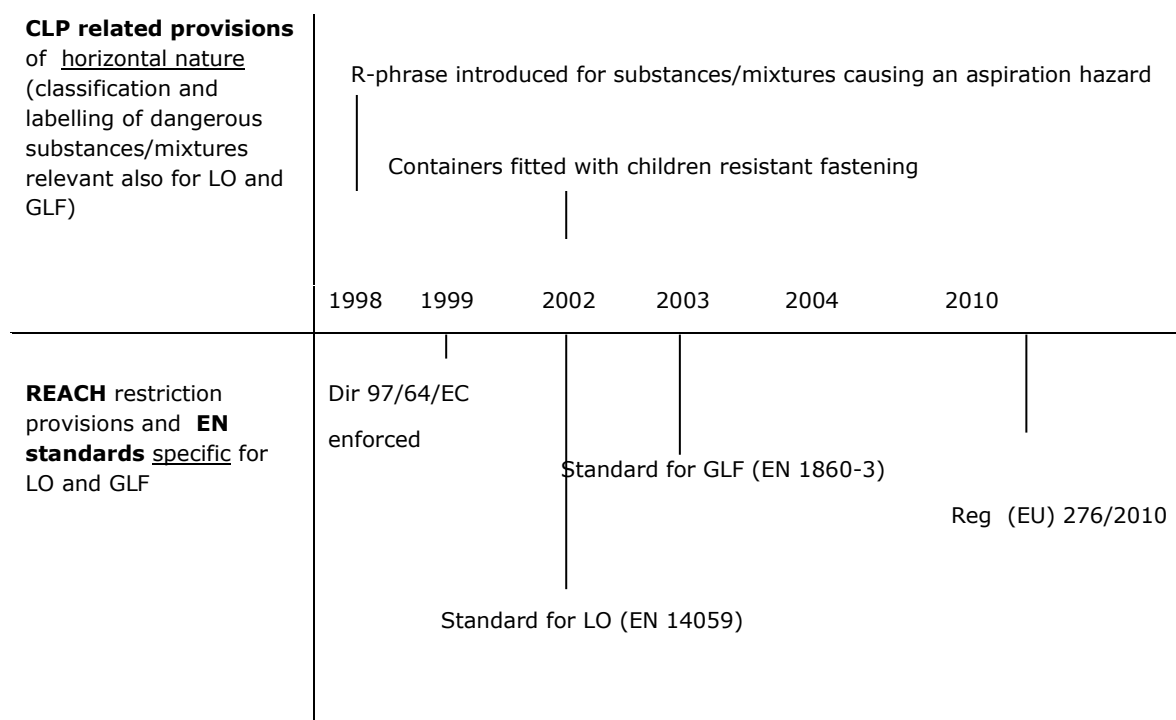 CLP related provisions
of horizontal nature
(classification and
labelling of dangerous
substances/mixtures
relevant also for LO and
GLF)
R-phrase introduced for substances/mixtures causing an aspiration hazard
Containers fitted with children resistant fastening
1998 1999 2002 2003 2004 2010
REACH restriction
provisions and EN
standards specific for
LO and GLF
Dir 97/64/EC
enforced
Standard for GLF (EN 1860-3)
Reg (EU) 276/2010
Standard for LO (EN 14059)